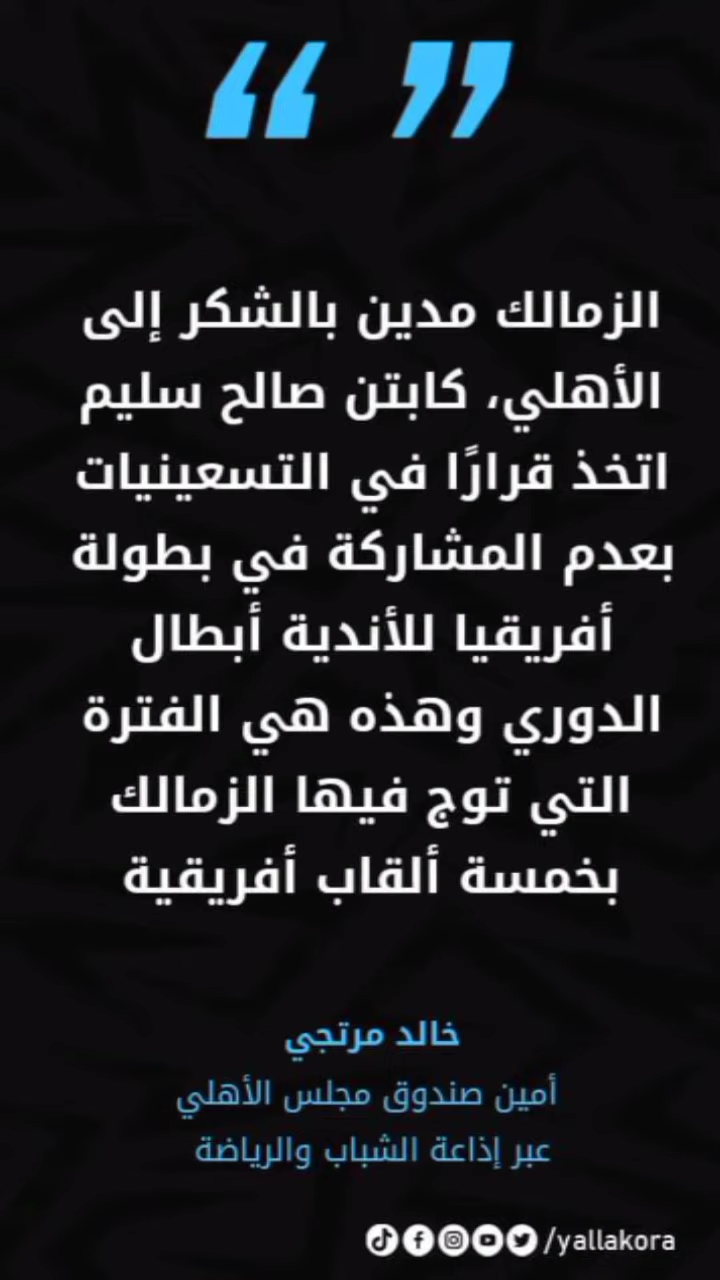 الزمالك مدين بالشكر إلى
الأهلي، كابتن صالح سليم
اتخذ قرارًا في التسعينيات
بعدم المشاركة في بطولة
أفريقيا للأندية أبطال
الدوري وهذه هي الفترة
التي توج فيها الزمالك
بخمسة ألقاب أفريقية
خالد مرتجي
أمين صندوق مجلس الأهلي
عبر إذاعة الشباب والرياضة
/yallakora